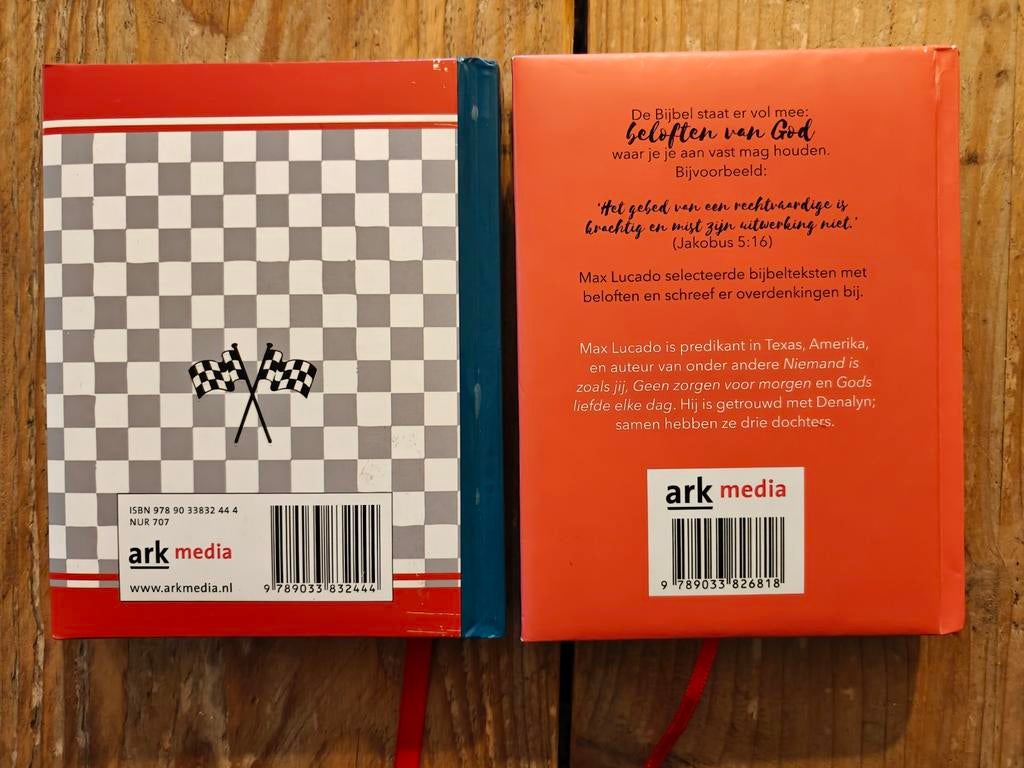 ISBN 978 90 33832 44 4
NUR 707
ark media
www.arkmedia.nl
9 789033 832444
De Bijbel staat er vol mee:
beloften van God
waar je je aan vast mag houden.
Bijvoorbeeld:
'Het gebed van een rechtvaardige is
krachtig en mist zijn uitwerking niet.'
(Jakobus 5:16)
Max Lucado selecteerde bijbelteksten met
beloften en schreef er overdenkingen bij.
Max Lucado is predikant in Texas, Amerika,
en auteur van onder andere Niemand is
zoals jij, Geen zorgen voor morgen en Gods
liefde elke dag. Hij is getrouwd met Denalyn;
samen hebben ze drie dochters.
ark media
9 789033 826818